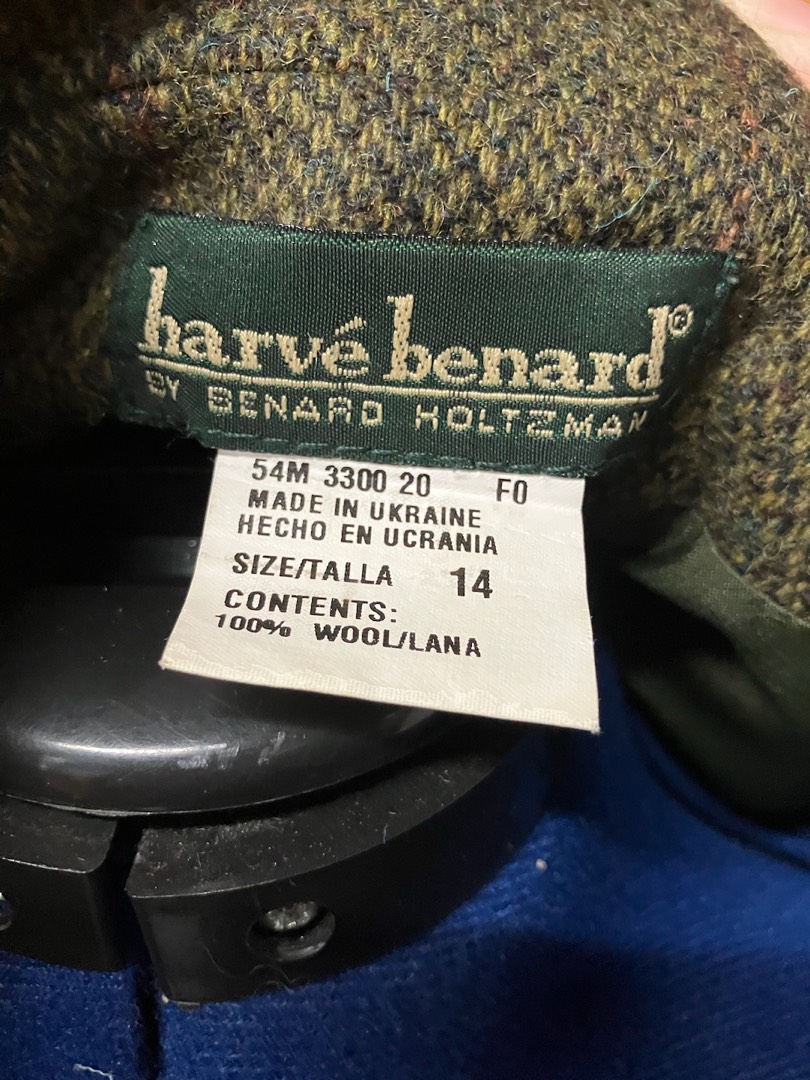 harvé benard®
BY BENARD HOLTZMAN
54M 3300 20 F0
MADE IN UKRAINE
HECHO EN UCRANIA
SIZE/TALLA 14
CONTENTS:
100% WOOL/LANA